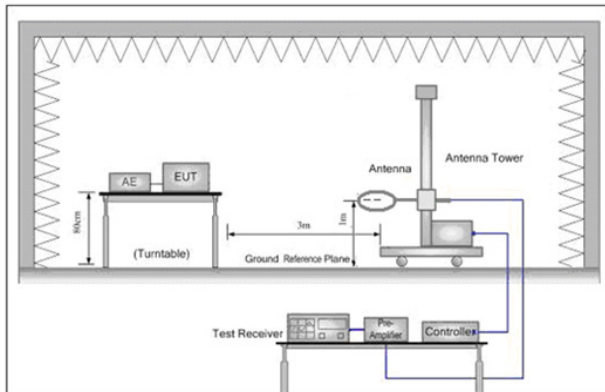 Antenna Tower
Antenna
EUT
AE
80cm
(Turntable)
3m
1m
Ground Reference Plane
Test Receiver
Pre-
Amplifier
Controller